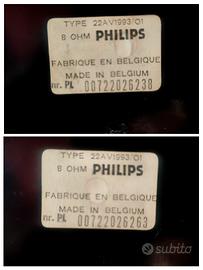 TYPE 22AV1993/01
8 OHM PHILIPS
FABRIQUE EN BELGIQUE
MADE IN BELGIUM
nr. PL 00722026238
TYPE 22AV1993/01
8 OHM PHILIPS
FABRIQUE EN BELGIQUE
MADE IN BELGIUM
nr. PL 00722026263
subito